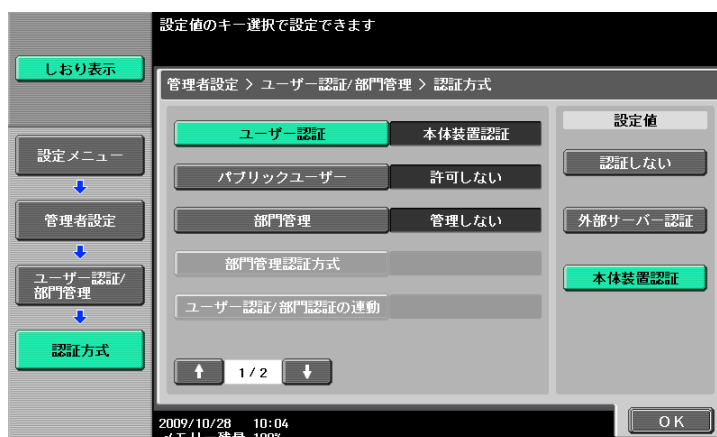 設定値のキー選択で設定できます
しおり表示
管理者設定 > ユーザー認証/部門管理 > 認証方式
設定メニュー
管理者設定
ユーザー認証/
部門管理
認証方式
ユーザー認証 本体装置認証
パブリックユーザー 許可しない
部門管理 管理しない
部門管理認証方式
ユーザー認証/部門認証の連動
1/2
設定値
認証しない
外部サーバー認証
本体装置認証
2009/10/28 10:04
メモリー残量 100%
OK